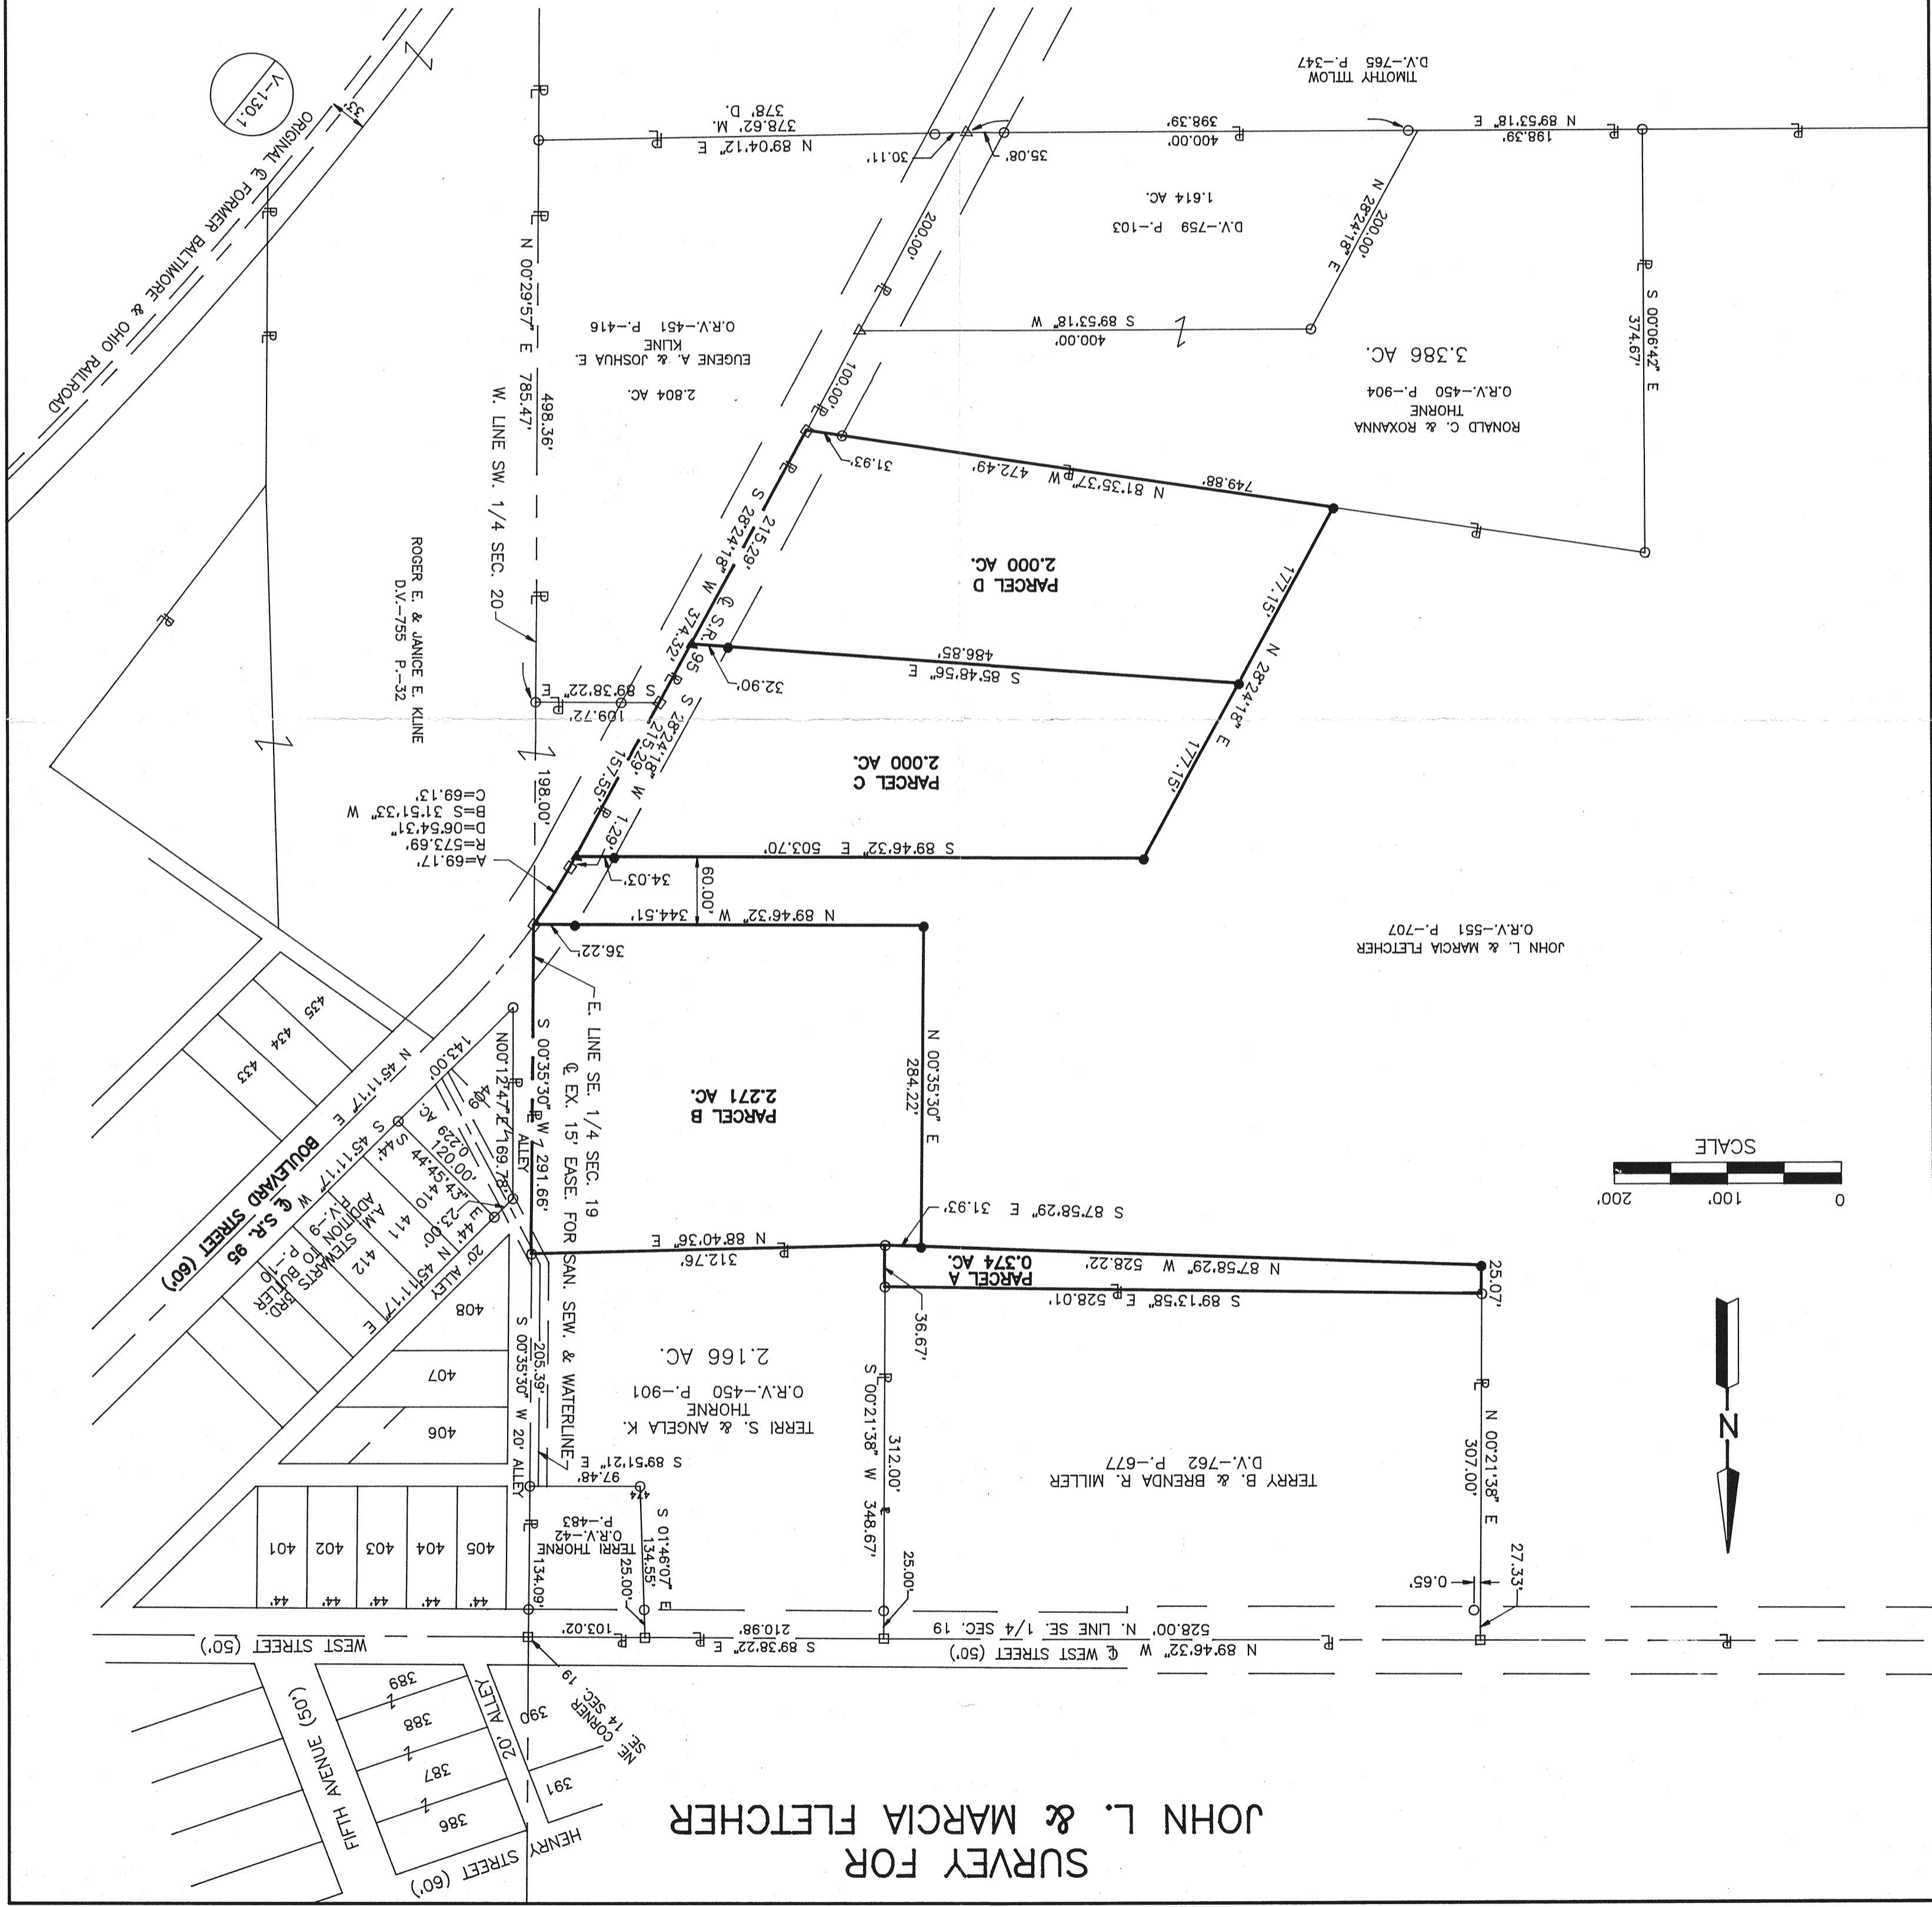 SURVEY FOR
JOHN L. & MARCIA FLETCHER
HENRY STREET (60')
FIFTH AVENUE (50')
20' ALLEY
386
387
388
389
390
391
NE. CORNER
SE. 14 SEC. 19
WEST STREET (50')
N 89°46'32" W ℄ WEST STREET (50')
528.00' N. LINE SE. 1/4 SEC. 19
S 89°38'22" E
210.98'
103.02'
27.33'
0.65'
25.00'
25.00'
134.09'
44'
44'
44'
44'
44'
401
402
403
404
405
TERRI THORNE
O.R.V.-42
P.-483
S 01°46'07" E
134.55'
474
97.48'
S 89°51'21" E
N 00°21'38" E
307.00'
TERRY B. & BRENDA R. MILLER
D.V.-762 P.-677
312.00'
S 00°21'38" W 348.67'
TERRI S. & ANGELA K.
THORNE
O.R.V.-450 P.-901
2.166 AC.
S 00°35'30" W 20' ALLEY
205.39'
406
407
408
20' ALLEY
N
36.67'
S 89°13'58" E 528.01'
25.07'
PARCEL A
0.374 AC.
N 87°58'29" W 528.22'
312.76'
N 88°40'36" E
S 87°58'29" E 31.93'
℄ EX. 15' EASE. FOR SAN. SEW. & WATERLINE
E. LINE SE. 1/4 SEC. 19
A.M STEWARTS 3RD.
ADDITION TO BUTLER
P.V.-9 P.-10
N 45°11'17" E
44'
23.00'
412
411
410
S 44°45'43" E
120.00'
0.229 AC.
409
44'
S 45°11'17" W
143.00'
ALLEY
N00°12'47"E 169.78'
S 00°35'30" W 291.66'
BOULEVARD STREET (60')
℄ S.R. 95
N 45°11'17" E
433
434
435
0
100'
200'
SCALE
N 00°35'30" E
284.22'
PARCEL B
2.271 AC.
36.22'
N 89°46'32" W 344.51'
60.00'
JOHN L. & MARCIA FLETCHER
O.R.V.-551 P.-707
34.03'
S 89°46'32" E 503.70'
1.29'
A=69.17'
R=573.69'
D=06°54'31"
B=S 31°51'33" W
C=69.13'
198.00'
157.55'
S 28°24'18" W
215.29'
PARCEL C
2.000 AC.
177.15'
N 28°24'18" E
109.72'
S 89°38'22" E
32.90'
S 85°48'56" E
486.85'
℄ S.R. 95
374.32'
S 28°24'18" W
215.29'
PARCEL D
2.000 AC.
177.15'
ROGER E. & JANICE E. KLINE
D.V.-755 P.-32
W. LINE SW. 1/4 SEC. 20
498.36'
N 00°29'57" E 785.47'
749.88'
N 81°35'37" W 472.49'
31.93'
100.00'
RONALD C. & ROXANNA
THORNE
O.R.V.-450 P.-904
3.386 AC.
S 00°06'42" E
374.67'
2.804 AC.
EUGENE A. & JOSHUA E.
KLINE
O.R.V.-451 P.-416
400.00'
S 89°53'18" W
200.00'
N 28°24'18" E
200.00'
D.V.-759 P.-103
1.614 AC.
35.08'
30.11'
N 89°04'12" E
378.62' M.
378' D.
400.00'
398.39'
198.39'
N 89°53'18" E
TIMOTHY TITLOW
D.V.-765 P.-347
ORIGINAL ℄ FORMER BALTIMORE & OHIO RAILROAD
33'
V-130.1